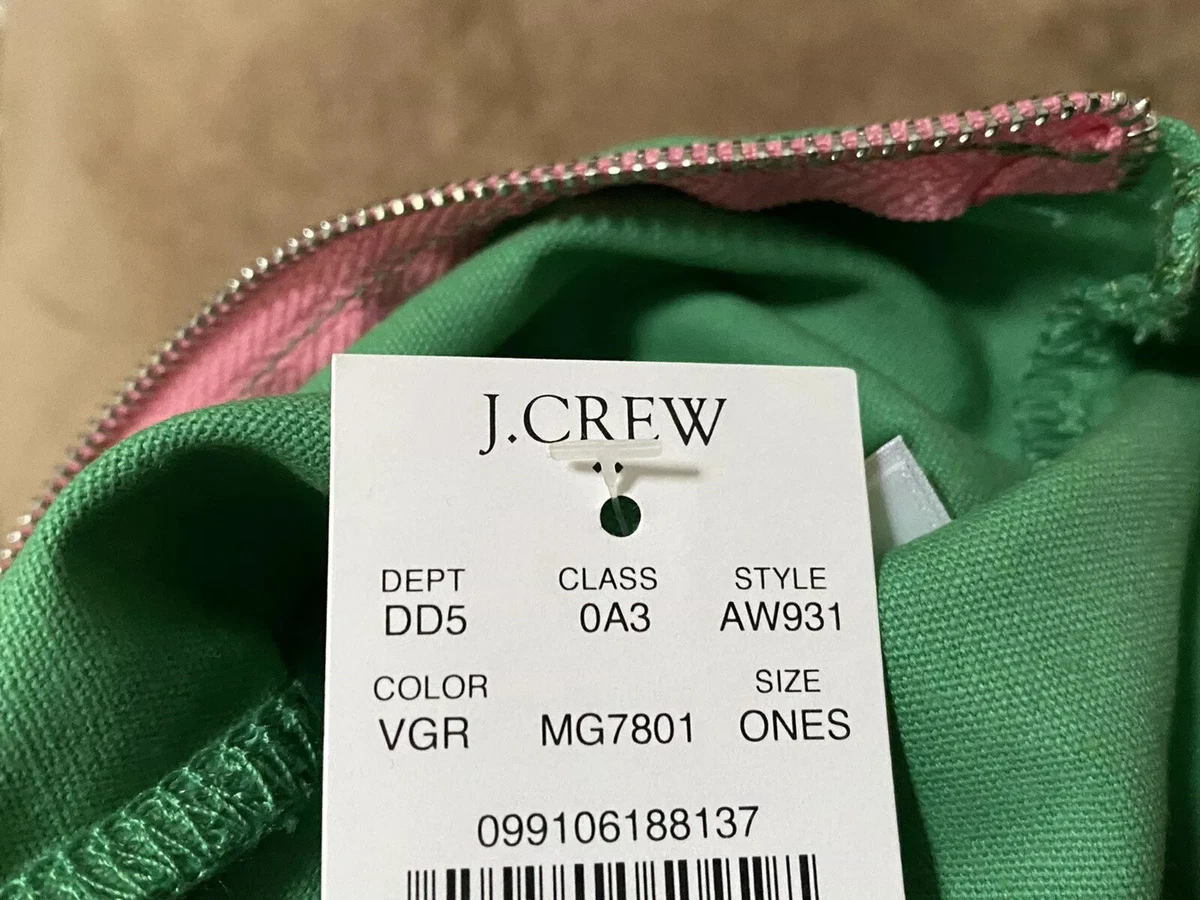 J.CREW
DEPT CLASS STYLE
DD5 0A3 AW931
COLOR SIZE
VGR MG7801 ONES
099106188137